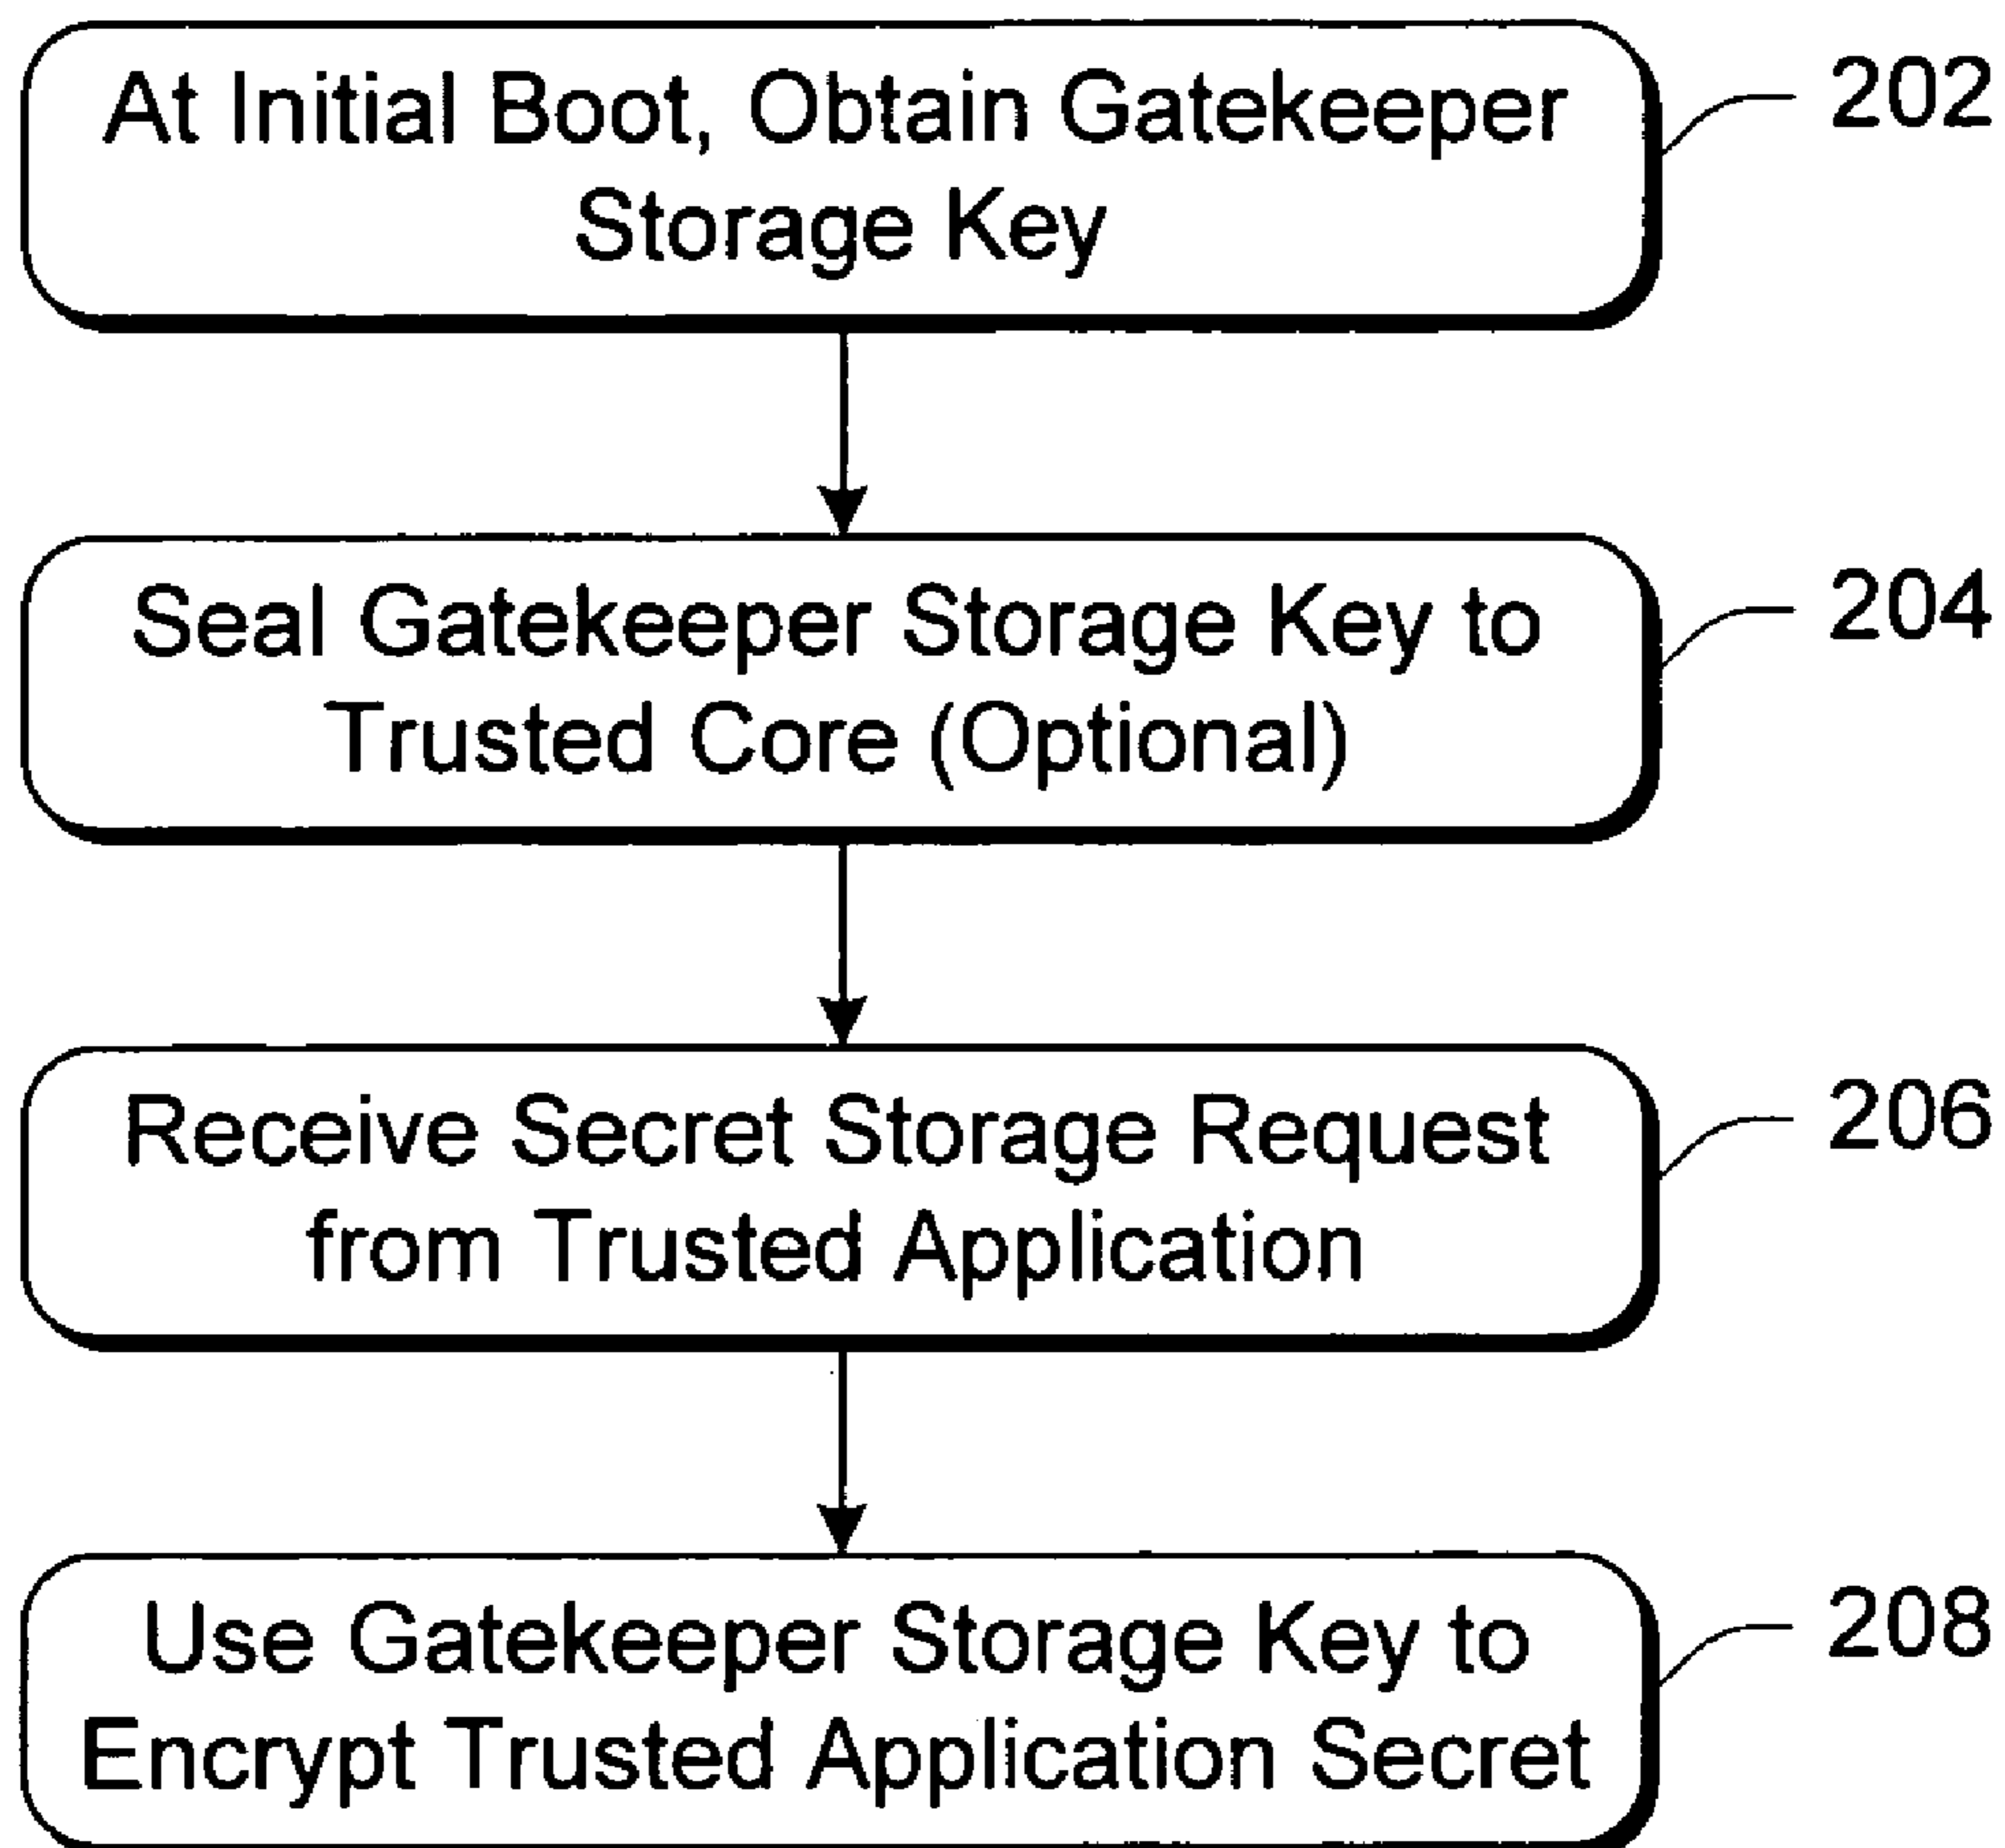 At Initial Boot, Obtain Gatekeeper
Storage Key
202
Seal Gatekeeper Storage Key to
Trusted Core (Optional)
204
Receive Secret Storage Request
from Trusted Application
206
Use Gatekeeper Storage Key to
Encrypt Trusted Application Secret
208